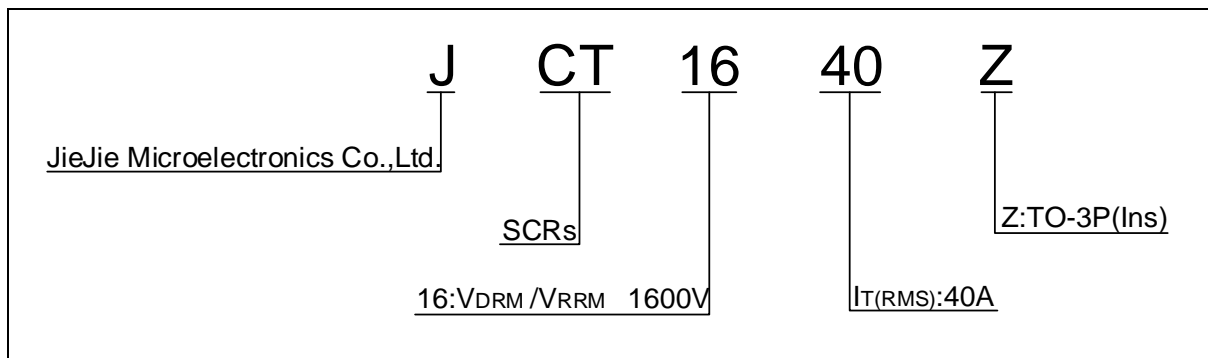 J CT 16 40 Z
JieJie Microelectronics Co.,Ltd.
Z:TO-3P(Ins)
SCRs
16:VDRM /VRRM 1600V
IT(RMS):40A